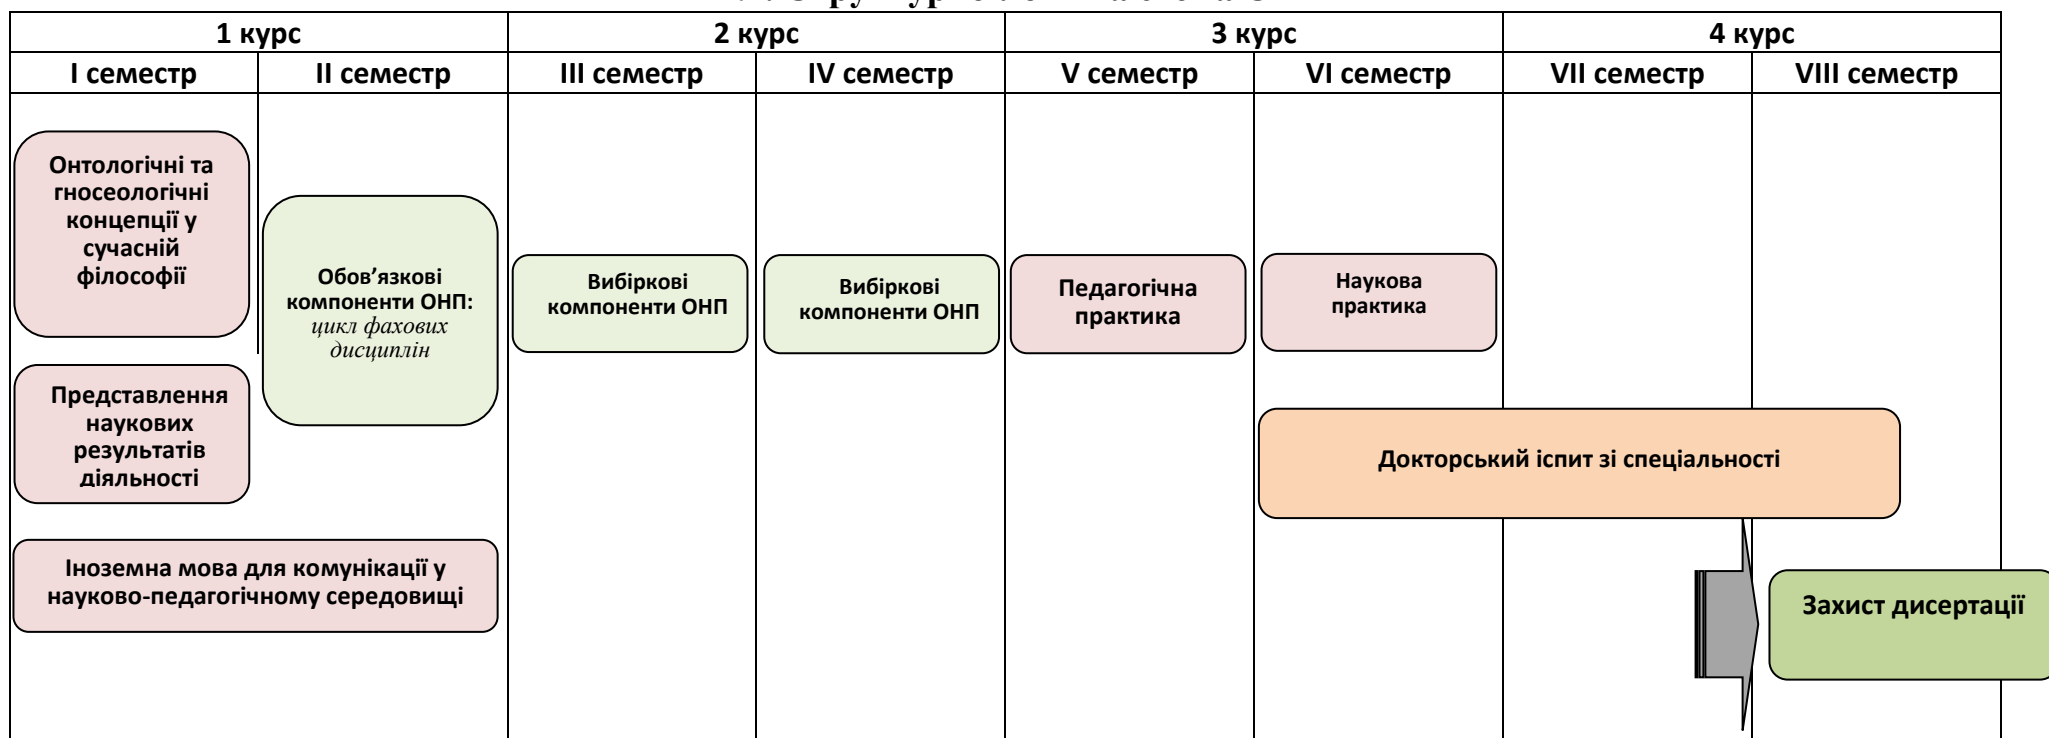 1 курс
2 курс
3 курс
4 курс
I семестр
II семестр
III семестр
IV семестр
V семестр
VI семестр
VII семестр
VIII семестр
Онтологічні та
гносеологічні
концепції у
сучасній
філософії
Обов’язкові
компоненти ОНП:
цикл фахових
дисциплін
Вибіркові
компоненти ОНП
Вибіркові
компоненти ОНП
Педагогічна
практика
Наукова
практика
Представлення
наукових
результатів
діяльності
Докторський іспит зі спеціальності
Іноземна мова для комунікації у
науково-педагогічному середовищі
Захист дисертації